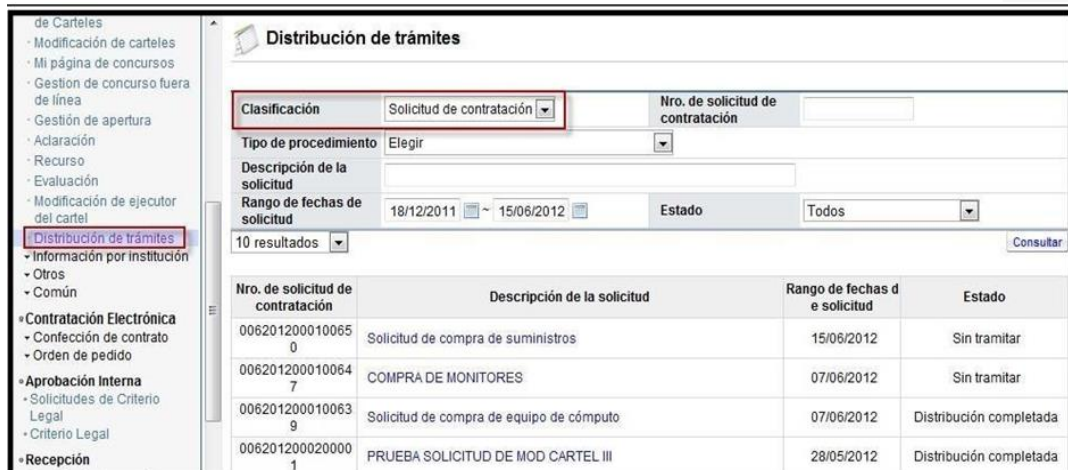 de Carteles
· Modificación de carteles
· Mi página de concursos
· Gestion de concurso fuera
de línea
· Gestión de apertura
· Aclaración
· Recurso
· Evaluación
· Modificación de ejecutor
del cartel
Distribución de trámites
Información por institución
Otros
Común
Contratación Electrónica
Confección de contrato
Orden de pedido
Aprobación Interna
Solicitudes de Criterio
Legal
Criterio Legal
Recepción
Distribución de trámites
Clasificación Solicitud de contratación Nro. de solicitud de
contratación
Tipo de procedimiento Elegir
Descripción de la
solicitud
Rango de fechas de
solicitud 18/12/2011 ~ 15/06/2012 Estado Todos
10 resultados Consultar
Nro. de solicitud de
contratación Descripción de la solicitud Rango de fechas d
e solicitud Estado
006201200010065
0 Solicitud de compra de suministros 15/06/2012 Sin tramitar
006201200010064
7 COMPRA DE MONITORES 07/06/2012 Sin tramitar
006201200010063
9 Solicitud de compra de equipo de cómputo 07/06/2012 Distribución completada
006201200020000
1 PRUEBA SOLICITUD DE MOD CARTEL III 28/05/2012 Distribución completada